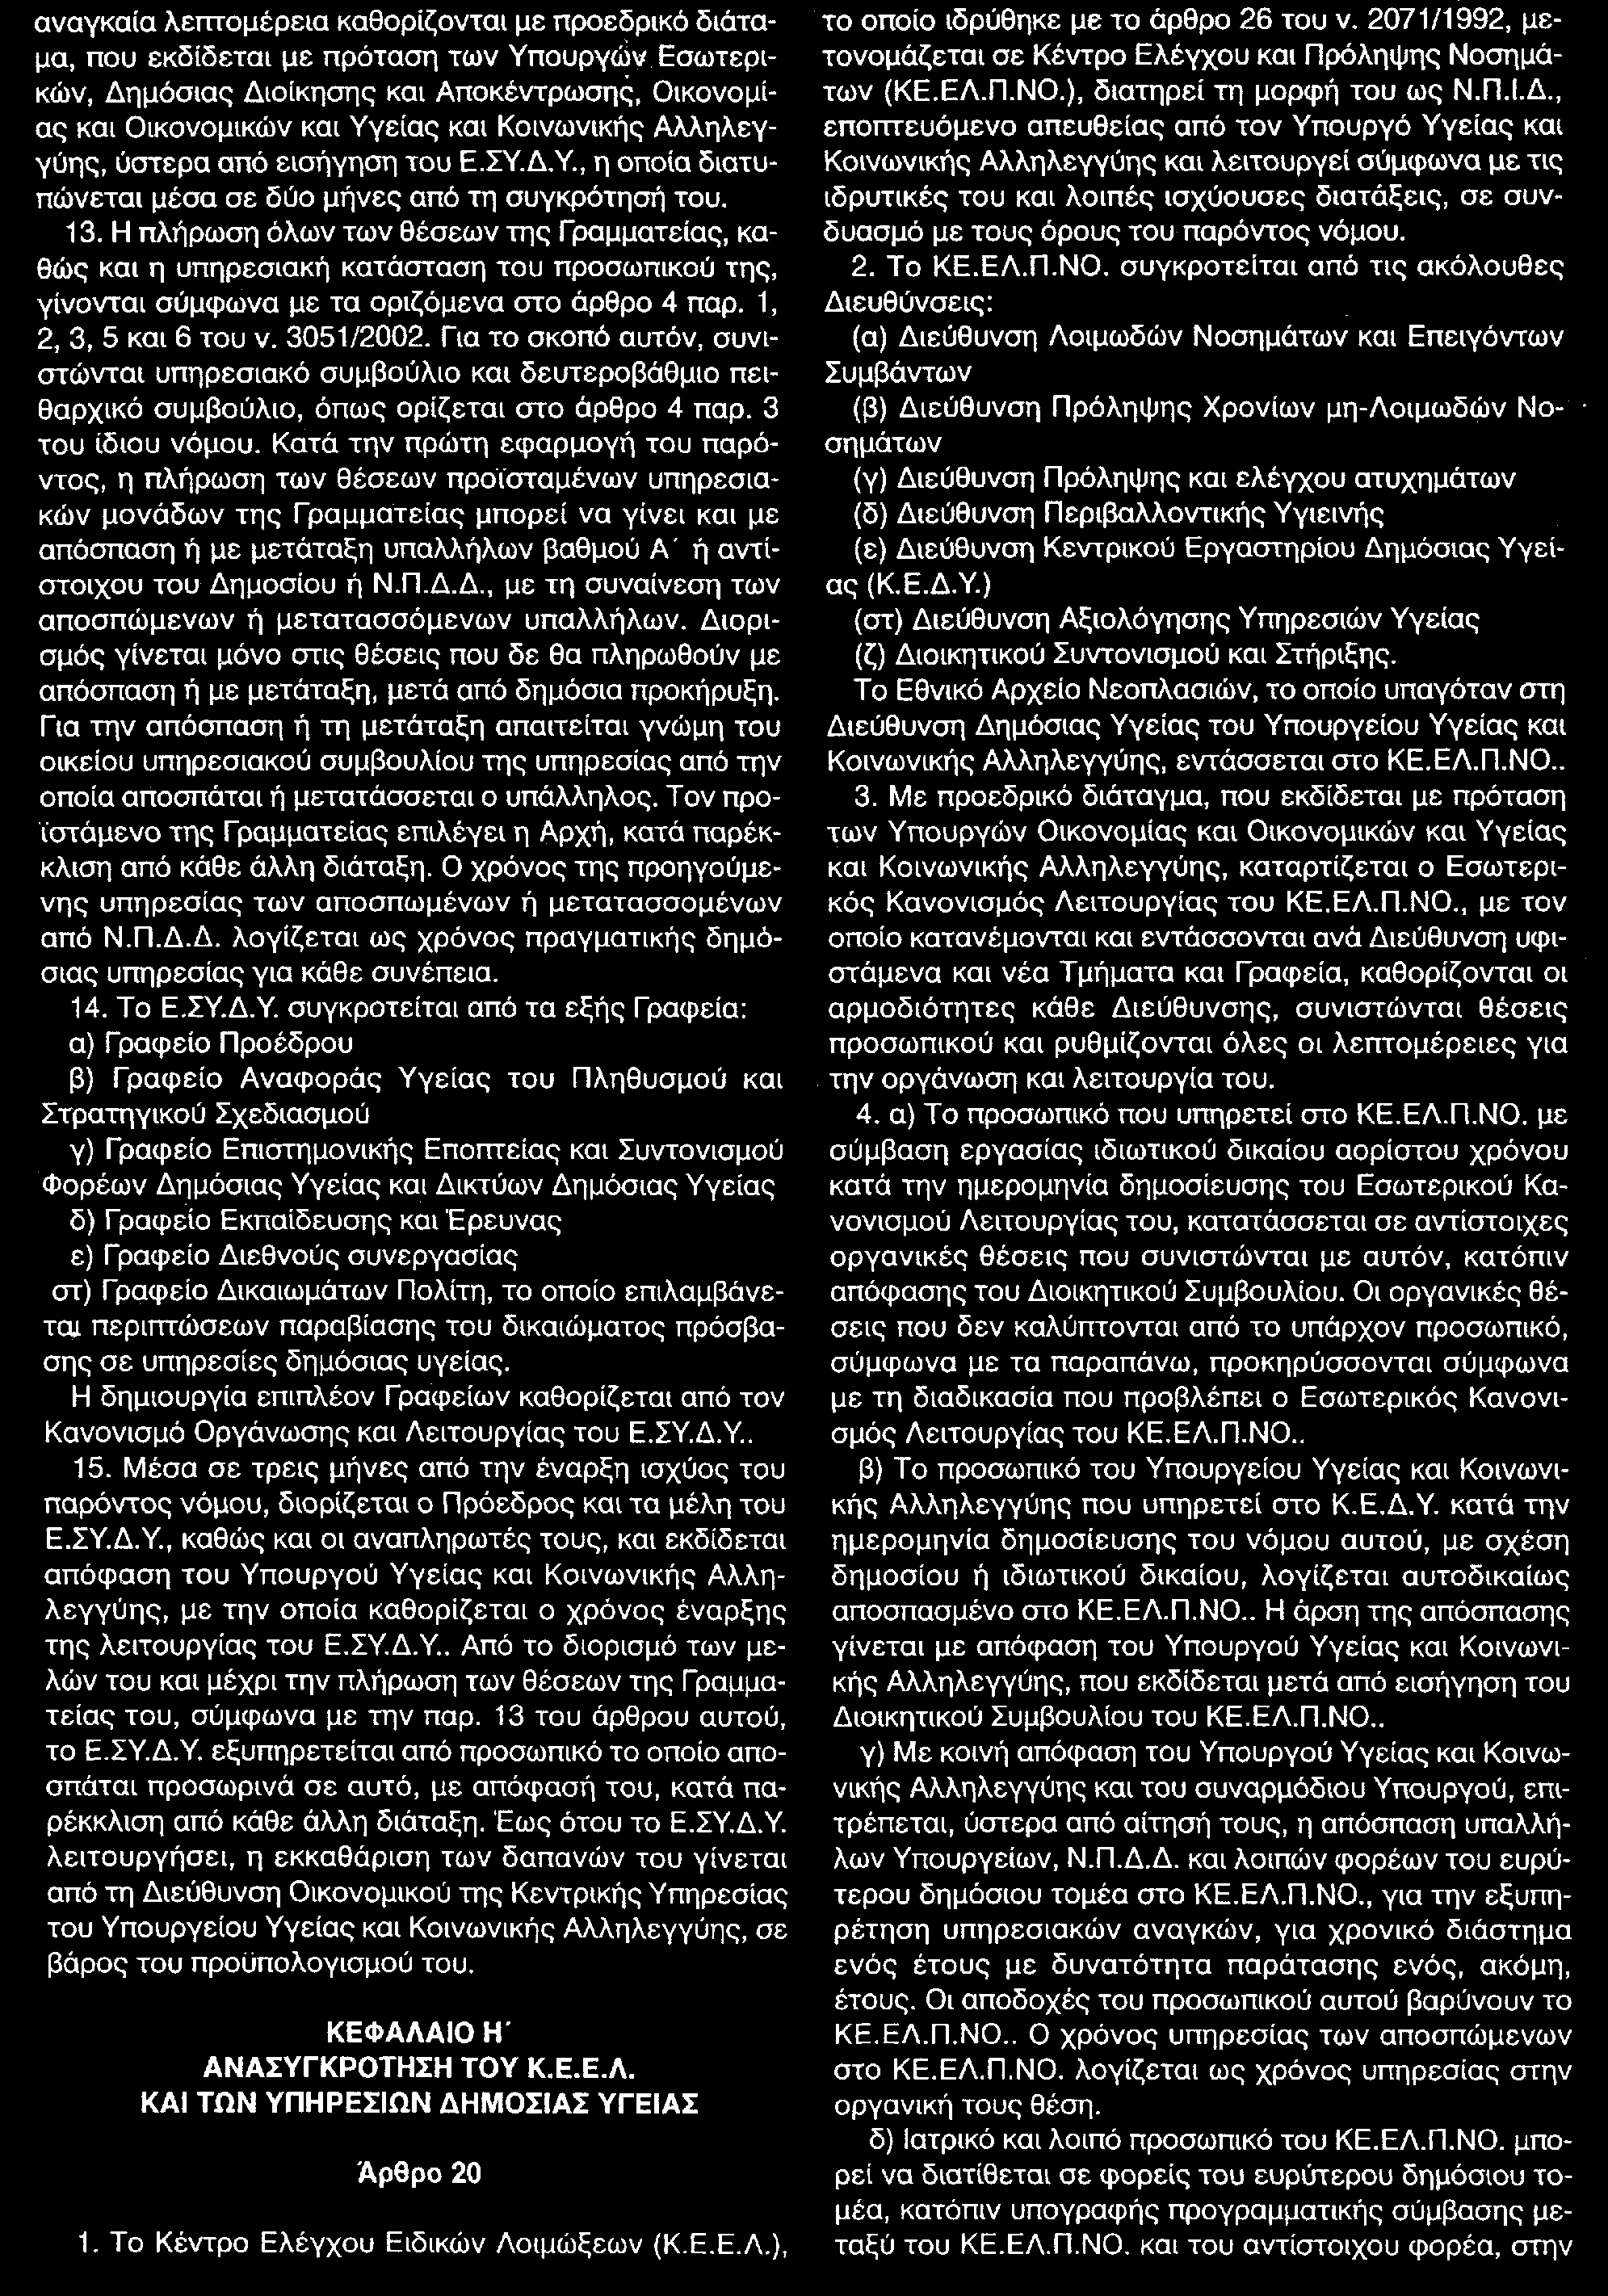 αναγκαία λεπτομέρεια καθορίζονται με προεδρικό διάτα-
μα, που εκδίδεται με πρόταση των Υπουργών Εσωτερι-
κών, Δημόσιας Διοίκησης και Αποκέντρωσης, Οικονομί-
ας και Οικονομικών και Υγείας και Κοινωνικής Αλληλεγ-
γύης, ύστερα από εισήγηση του Ε.ΣΥ.Δ.Υ., η οποία διατυ-
πώνεται μέσα σε δύο μήνες από τη συγκρότησή του.
13. Η πλήρωση όλων των θέσεων της Γραμματείας, κα-
θώς και η υπηρεσιακή κατάσταση του προσωπικού της,
γίνονται σύμφωνα με τα οριζόμενα στο άρθρο 4 παρ. 1,
2, 3, 5 και 6 του ν. 3051/2002. Για το σκοπό αυτόν, συνι-
στώνται υπηρεσιακό συμβούλιο και δευτεροβάθμιο πει-
θαρχικό συμβούλιο, όπως ορίζεται στο άρθρο 4 παρ. 3
του ίδιου νόμου. Κατά την πρώτη εφαρμογή του παρό-
ντος, η πλήρωση των θέσεων προϊσταμένων υπηρεσια-
κών μονάδων της Γραμματείας μπορεί να γίνει και με
απόσπαση ή με μετάταξη υπαλλήλων βαθμού Α΄ ή αντί-
στοιχου του Δημοσίου ή Ν.Π.Δ.Δ., με τη συναίνεση των
αποσπώμενων ή μετατασσόμενων υπαλλήλων. Διορι-
σμός γίνεται μόνο στις θέσεις που δε θα πληρωθούν με
απόσπαση ή με μετάταξη, μετά από δημόσια προκήρυξη.
Για την απόσπαση ή τη μετάταξη απαιτείται γνώμη του
οικείου υπηρεσιακού συμβουλίου της υπηρεσίας από την
οποία αποσπάται ή μετατάσσεται ο υπάλληλος. Τον προ-
ϊστάμενο της Γραμματείας επιλέγει η Αρχή, κατά παρέκ-
κλιση από κάθε άλλη διάταξη. Ο χρόνος της προηγούμε-
νης υπηρεσίας των αποσπωμένων ή μετατασσομένων
από Ν.Π.Δ.Δ. λογίζεται ως χρόνος πραγματικής δημό-
σιας υπηρεσίας για κάθε συνέπεια.
14. Το Ε.ΣΥ.Δ.Υ. συγκροτείται από τα εξής Γραφεία:
α) Γραφείο Προέδρου
β) Γραφείο Αναφοράς Υγείας του Πληθυσμού και
Στρατηγικού Σχεδιασμού
γ) Γραφείο Επιστημονικής Εποπτείας και Συντονισμού
Φορέων Δημόσιας Υγείας και Δικτύων Δημόσιας Υγείας
δ) Γραφείο Εκπαίδευσης και Έρευνας
ε) Γραφείο Διεθνούς συνεργασίας
στ) Γραφείο Δικαιωμάτων Πολίτη, το οποίο επιλαμβάνε-
ται περιπτώσεων παραβίασης του δικαιώματος πρόσβα-
σης σε υπηρεσίες δημόσιας υγείας.
Η δημιουργία επιπλέον Γραφείων καθορίζεται από τον
Κανονισμό Οργάνωσης και Λειτουργίας του Ε.ΣΥ.Δ.Υ..
15. Μέσα σε τρεις μήνες από την έναρξη ισχύος του
παρόντος νόμου, διορίζεται ο Πρόεδρος και τα μέλη του
Ε.ΣΥ.Δ.Υ., καθώς και οι αναπληρωτές τους, και εκδίδεται
απόφαση του Υπουργού Υγείας και Κοινωνικής Αλλη-
λεγγύης, με την οποία καθορίζεται ο χρόνος έναρξης
της λειτουργίας του Ε.ΣΥ.Δ.Υ.. Από το διορισμό των με-
λών του και μέχρι την πλήρωση των θέσεων της Γραμμα-
τείας του, σύμφωνα με την παρ. 13 του άρθρου αυτού,
το Ε.ΣΥ.Δ.Υ. εξυπηρετείται από προσωπικό το οποίο απο-
σπάται προσωρινά σε αυτό, με απόφασή του, κατά πα-
ρέκκλιση από κάθε άλλη διάταξη. Έως ότου το Ε.ΣΥ.Δ.Υ.
λειτουργήσει, η εκκαθάριση των δαπανών του γίνεται
από τη Διεύθυνση Οικονομικού της Κεντρικής Υπηρεσίας
του Υπουργείου Υγείας και Κοινωνικής Αλληλεγγύης, σε
βάρος του προϋπολογισμού του.
ΚΕΦΑΛΑΙΟ Η΄
ΑΝΑΣΥΓΚΡΟΤΗΣΗ ΤΟΥ Κ.Ε.Ε.Λ.
ΚΑΙ ΤΩΝ ΥΠΗΡΕΣΙΩΝ ΔΗΜΟΣΙΑΣ ΥΓΕΙΑΣ
Άρθρο 20
1. Το Κέντρο Ελέγχου Ειδικών Λοιμώξεων (Κ.Ε.Ε.Λ.),
το οποίο ιδρύθηκε με το άρθρο 26 του ν. 2071/1992, με-
τονομάζεται σε Κέντρο Ελέγχου και Πρόληψης Νοσημά-
των (ΚΕ.ΕΛ.Π.ΝΟ.), διατηρεί τη μορφή του ως Ν.Π.Ι.Δ.,
εποπτευόμενο απευθείας από τον Υπουργό Υγείας και
Κοινωνικής Αλληλεγγύης και λειτουργεί σύμφωνα με τις
ιδρυτικές του και λοιπές ισχύουσες διατάξεις, σε συν-
δυασμό με τους όρους του παρόντος νόμου.
2. Το ΚΕ.ΕΛ.Π.ΝΟ. συγκροτείται από τις ακόλουθες
Διευθύνσεις:
(α) Διεύθυνση Λοιμωδών Νοσημάτων και Επειγόντων
Συμβάντων
(β) Διεύθυνση Πρόληψης Χρονίων μη-Λοιμωδών Νο-
σημάτων
(γ) Διεύθυνση Πρόληψης και ελέγχου ατυχημάτων
(δ) Διεύθυνση Περιβαλλοντικής Υγιεινής
(ε) Διεύθυνση Κεντρικού Εργαστηρίου Δημόσιας Υγεί-
ας (Κ.Ε.Δ.Υ.)
(στ) Διεύθυνση Αξιολόγησης Υπηρεσιών Υγείας
(ζ) Διοικητικού Συντονισμού και Στήριξης.
Το Εθνικό Αρχείο Νεοπλασιών, το οποίο υπαγόταν στη
Διεύθυνση Δημόσιας Υγείας του Υπουργείου Υγείας και
Κοινωνικής Αλληλεγγύης, εντάσσεται στο ΚΕ.ΕΛ.Π.ΝΟ..
3. Με προεδρικό διάταγμα, που εκδίδεται με πρόταση
των Υπουργών Οικονομίας και Οικονομικών και Υγείας
και Κοινωνικής Αλληλεγγύης, καταρτίζεται ο Εσωτερι-
κός Κανονισμός Λειτουργίας του ΚΕ.ΕΛ.Π.ΝΟ., με τον
οποίο κατανέμονται και εντάσσονται ανά Διεύθυνση υφι-
στάμενα και νέα Τμήματα και Γραφεία, καθορίζονται οι
αρμοδιότητες κάθε Διεύθυνσης, συνιστώνται θέσεις
προσωπικού και ρυθμίζονται όλες οι λεπτομέρειες για
την οργάνωση και λειτουργία του.
4. α) Το προσωπικό που υπηρετεί στο ΚΕ.ΕΛ.Π.ΝΟ. με
σύμβαση εργασίας ιδιωτικού δικαίου αορίστου χρόνου
κατά την ημερομηνία δημοσίευσης του Εσωτερικού Κα-
νονισμού Λειτουργίας του, κατατάσσεται σε αντίστοιχες
οργανικές θέσεις που συνιστώνται με αυτόν, κατόπιν
απόφασης του Διοικητικού Συμβουλίου. Οι οργανικές θέ-
σεις που δεν καλύπτονται από το υπάρχον προσωπικό,
σύμφωνα με τα παραπάνω, προκηρύσσονται σύμφωνα
με τη διαδικασία που προβλέπει ο Εσωτερικός Κανονι-
σμός Λειτουργίας του ΚΕ.ΕΛ.Π.ΝΟ..
β) Το προσωπικό του Υπουργείου Υγείας και Κοινωνι-
κής Αλληλεγγύης που υπηρετεί στο Κ.Ε.Δ.Υ. κατά την
ημερομηνία δημοσίευσης του νόμου αυτού, με σχέση
δημοσίου ή ιδιωτικού δικαίου, λογίζεται αυτοδικαίως
αποσπασμένο στο ΚΕ.ΕΛ.Π.ΝΟ.. Η άρση της απόσπασης
γίνεται με απόφαση του Υπουργού Υγείας και Κοινωνι-
κής Αλληλεγγύης, που εκδίδεται μετά από εισήγηση του
Διοικητικού Συμβουλίου του ΚΕ.ΕΛ.Π.ΝΟ..
γ) Με κοινή απόφαση του Υπουργού Υγείας και Κοινω-
νικής Αλληλεγγύης και του συναρμόδιου Υπουργού, επι-
τρέπεται, ύστερα από αίτησή τους, η απόσπαση υπαλλή-
λων Υπουργείων, Ν.Π.Δ.Δ. και λοιπών φορέων του ευρύ-
τερου δημόσιου τομέα στο ΚΕ.ΕΛ.Π.ΝΟ., για την εξυπη-
ρέτηση υπηρεσιακών αναγκών, για χρονικό διάστημα
ενός έτους με δυνατότητα παράτασης ενός, ακόμη,
έτους. Οι αποδοχές του προσωπικού αυτού βαρύνουν το
ΚΕ.ΕΛ.Π.ΝΟ.. Ο χρόνος υπηρεσίας των αποσπώμενων
στο ΚΕ.ΕΛ.Π.ΝΟ. λογίζεται ως χρόνος υπηρεσίας στην
οργανική τους θέση.
δ) Ιατρικό και λοιπό προσωπικό του ΚΕ.ΕΛ.Π.ΝΟ. μπο-
ρεί να διατίθεται σε φορείς του ευρύτερου δημόσιου το-
μέα, κατόπιν υπογραφής προγραμματικής σύμβασης με-
ταξύ του ΚΕ.ΕΛ.Π.ΝΟ. και του αντίστοιχου φορέα, στην